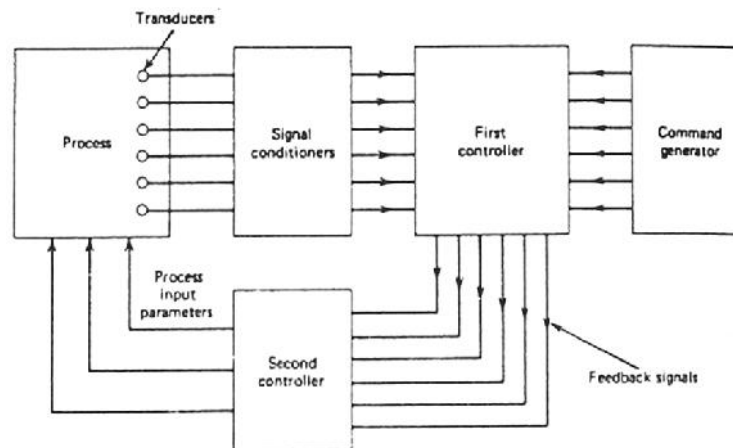 Transducers
Process
Signal
conditioners
First
controller
Command
generator
Process
input
parameters
Second
controller
Feedback signals